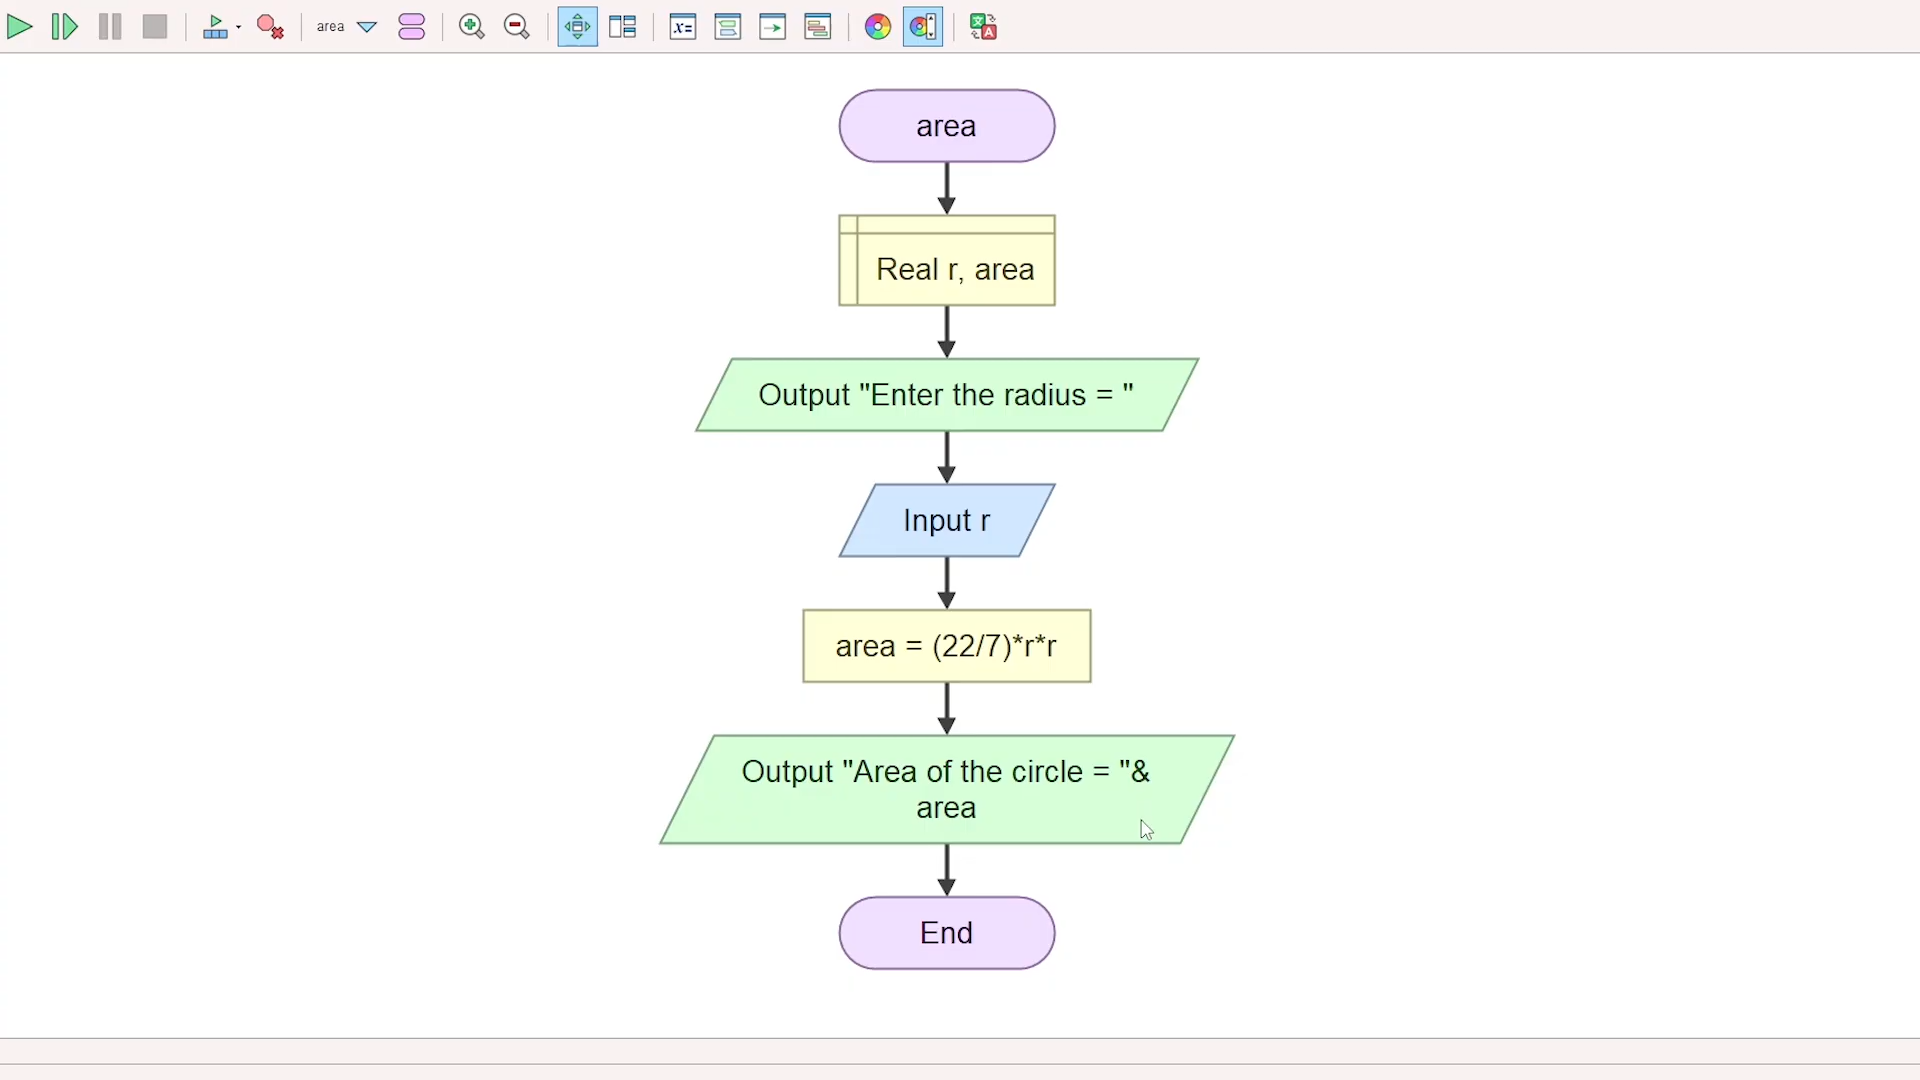 area
area
Real r, area
Output "Enter the radius = "
Input r
area = (22/7)*r*r
Output "Area of the circle = "&
area
End